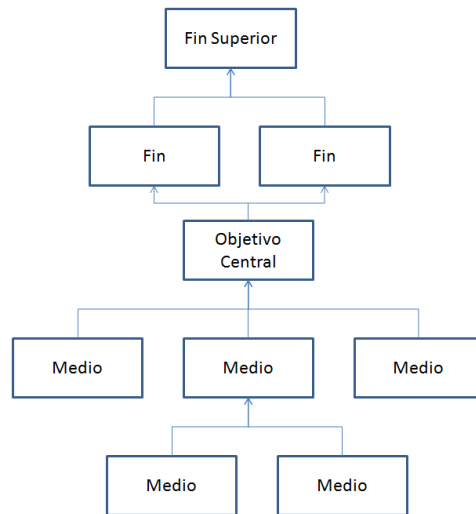 Fin Superior
Fin
Fin
Objetivo
Central
Medio
Medio
Medio
Medio
Medio